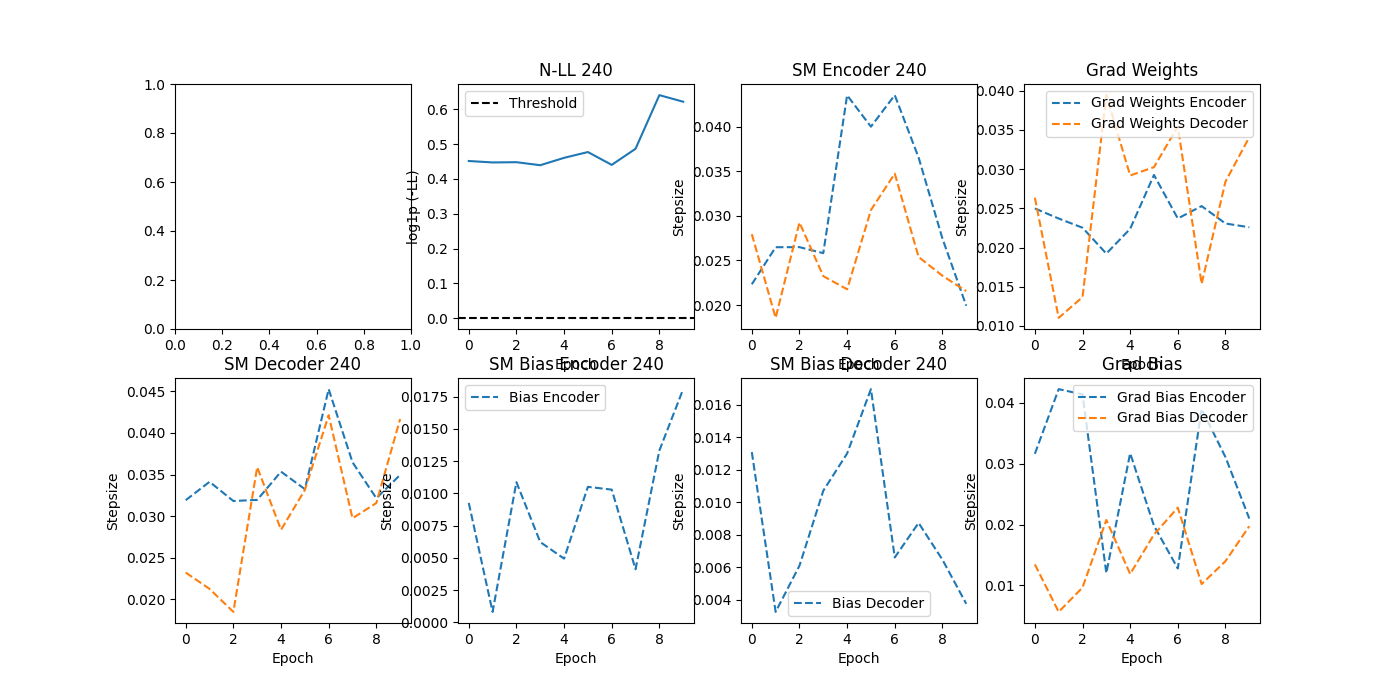 N-LL 240
SM Encoder 240
Grad Weights
1.0
0.8
0.6
0.4
0.2
0.0
0.0 0.2 0.4 0.6 0.8 1.0
log1p (-LL)
0.6
0.5
0.4
0.3
0.2
0.1
0.0
Threshold
0 2 4 6 8
Epoch
Stepsize
0.040
0.035
0.030
0.025
0.020
0 2 4 6 8
Epoch
Stepsize
0.040
0.035
0.030
0.025
0.020
0.015
0.010
Grad Weights Encoder
Grad Weights Decoder
0 2 4 6 8
Epoch
SM Decoder 240
SM Bias Encoder 240
SM Bias Decoder 240
Grad Bias
Stepsize
0.045
0.040
0.035
0.030
0.025
0.020
0 2 4 6 8
Epoch
Stepsize
0.0175
0.0150
0.0125
0.0100
0.0075
0.0050
0.0025
0.0000
Bias Encoder
0 2 4 6 8
Epoch
Stepsize
0.016
0.014
0.012
0.010
0.008
0.006
0.004
Bias Decoder
0 2 4 6 8
Epoch
Stepsize
0.04
0.03
0.02
0.01
Grad Bias Encoder
Grad Bias Decoder
0 2 4 6 8
Epoch